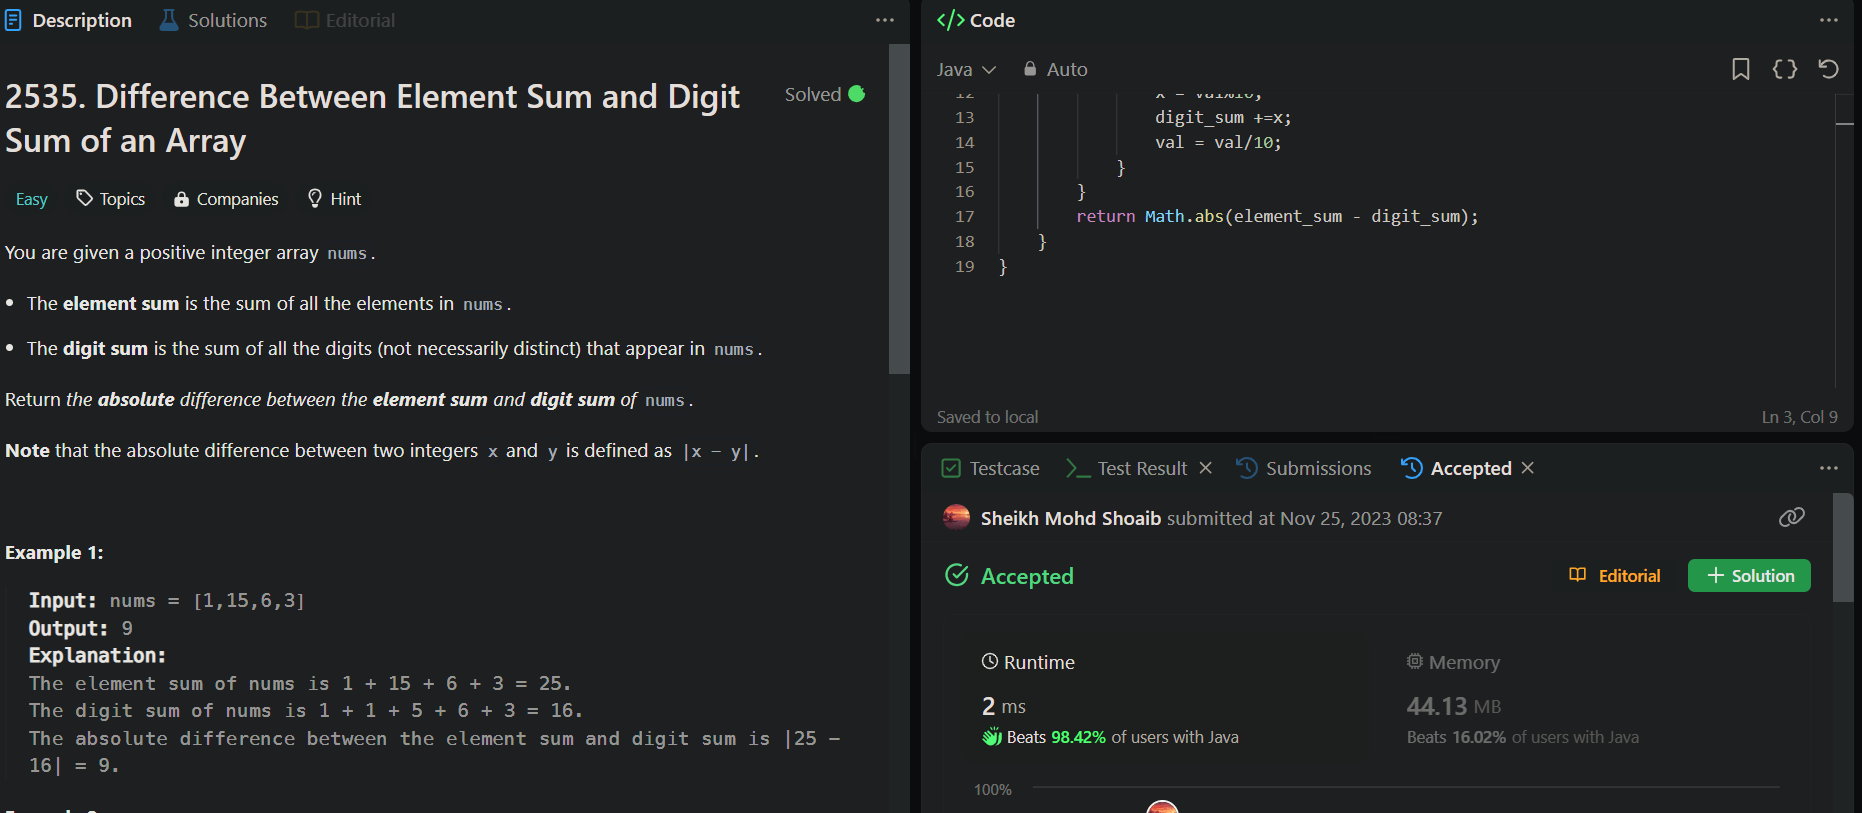 Description
Solutions
Editorial
2535. Difference Between Element Sum and Digit
Sum of an Array
Solved
Easy
Topics
Companies
Hint
You are given a positive integer array nums.
• The element sum is the sum of all the elements in nums.
• The digit sum is the sum of all the digits (not necessarily distinct) that appear in nums.
Return the absolute difference between the element sum and digit sum of nums.
Note that the absolute difference between two integers x and y is defined as |x - y|.
Example 1:
Input: nums = [1,15,6,3]
Output: 9
Explanation:
The element sum of nums is 1 + 15 + 6 + 3 = 25.
The digit sum of nums is 1 + 1 + 5 + 6 + 3 = 16.
The absolute difference between the element sum and digit sum is |25 -
16| = 9.
</> Code
Java
Auto
12 x = val%10;
13 digit_sum +=x;
14 val = val/10;
15 }
16 }
17 return Math.abs(element_sum - digit_sum);
18 }
19 }
Saved to local
Ln 3, Col 9
Testcase
Test Result
Submissions
Accepted
Sheikh Mohd Shoaib submitted at Nov 25, 2023 08:37
Accepted
Editorial
+ Solution
Runtime
2 ms
Beats 98.42% of users with Java
Memory
44.13 MB
Beats 16.02% of users with Java
100%